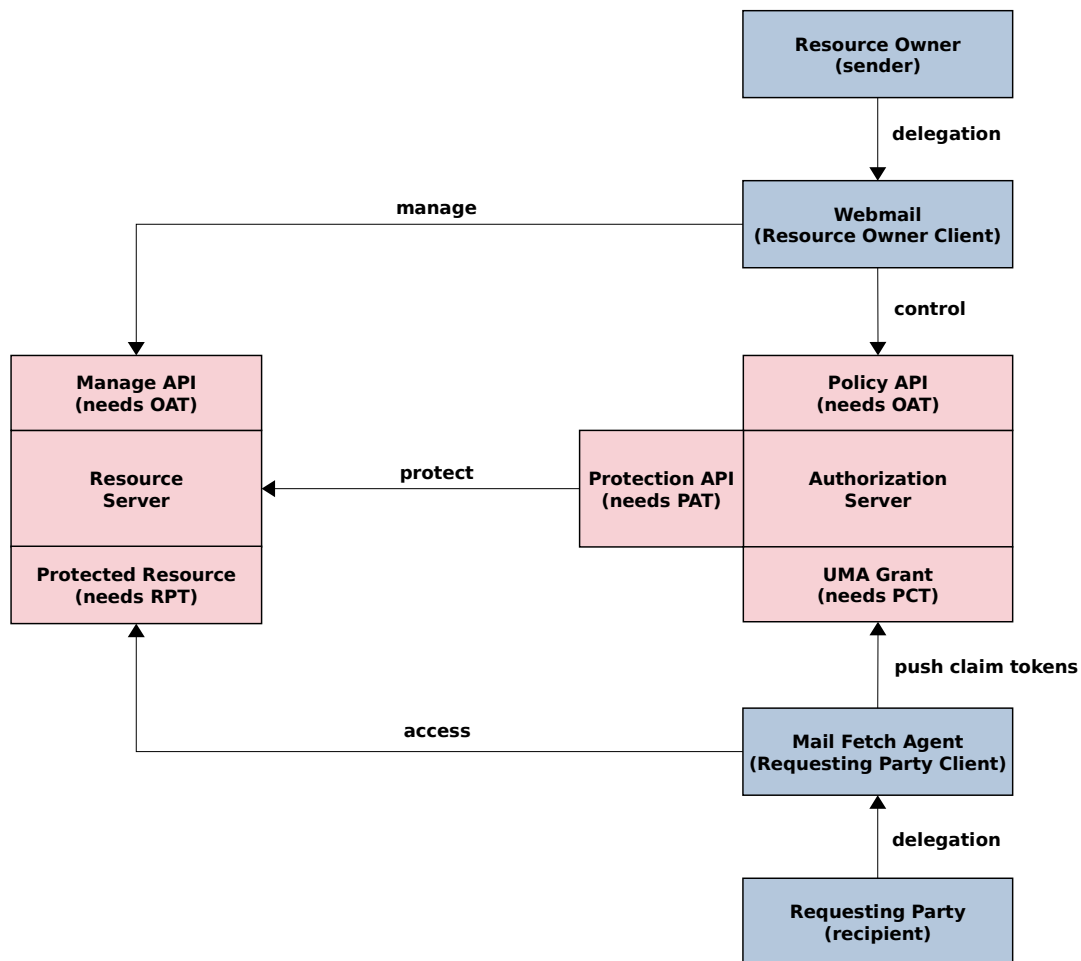 Resource Owner
(sender)
delegation
manage
Webmail
(Resource Owner Client)
control
Manage API
(needs OAT)
Policy API
(needs OAT)
Resource
Server
protect
Protection API
(needs PAT)
Authorization
Server
Protected Resource
(needs RPT)
UMA Grant
(needs PCT)
push claim tokens
access
Mail Fetch Agent
(Requesting Party Client)
delegation
Requesting Party
(recipient)